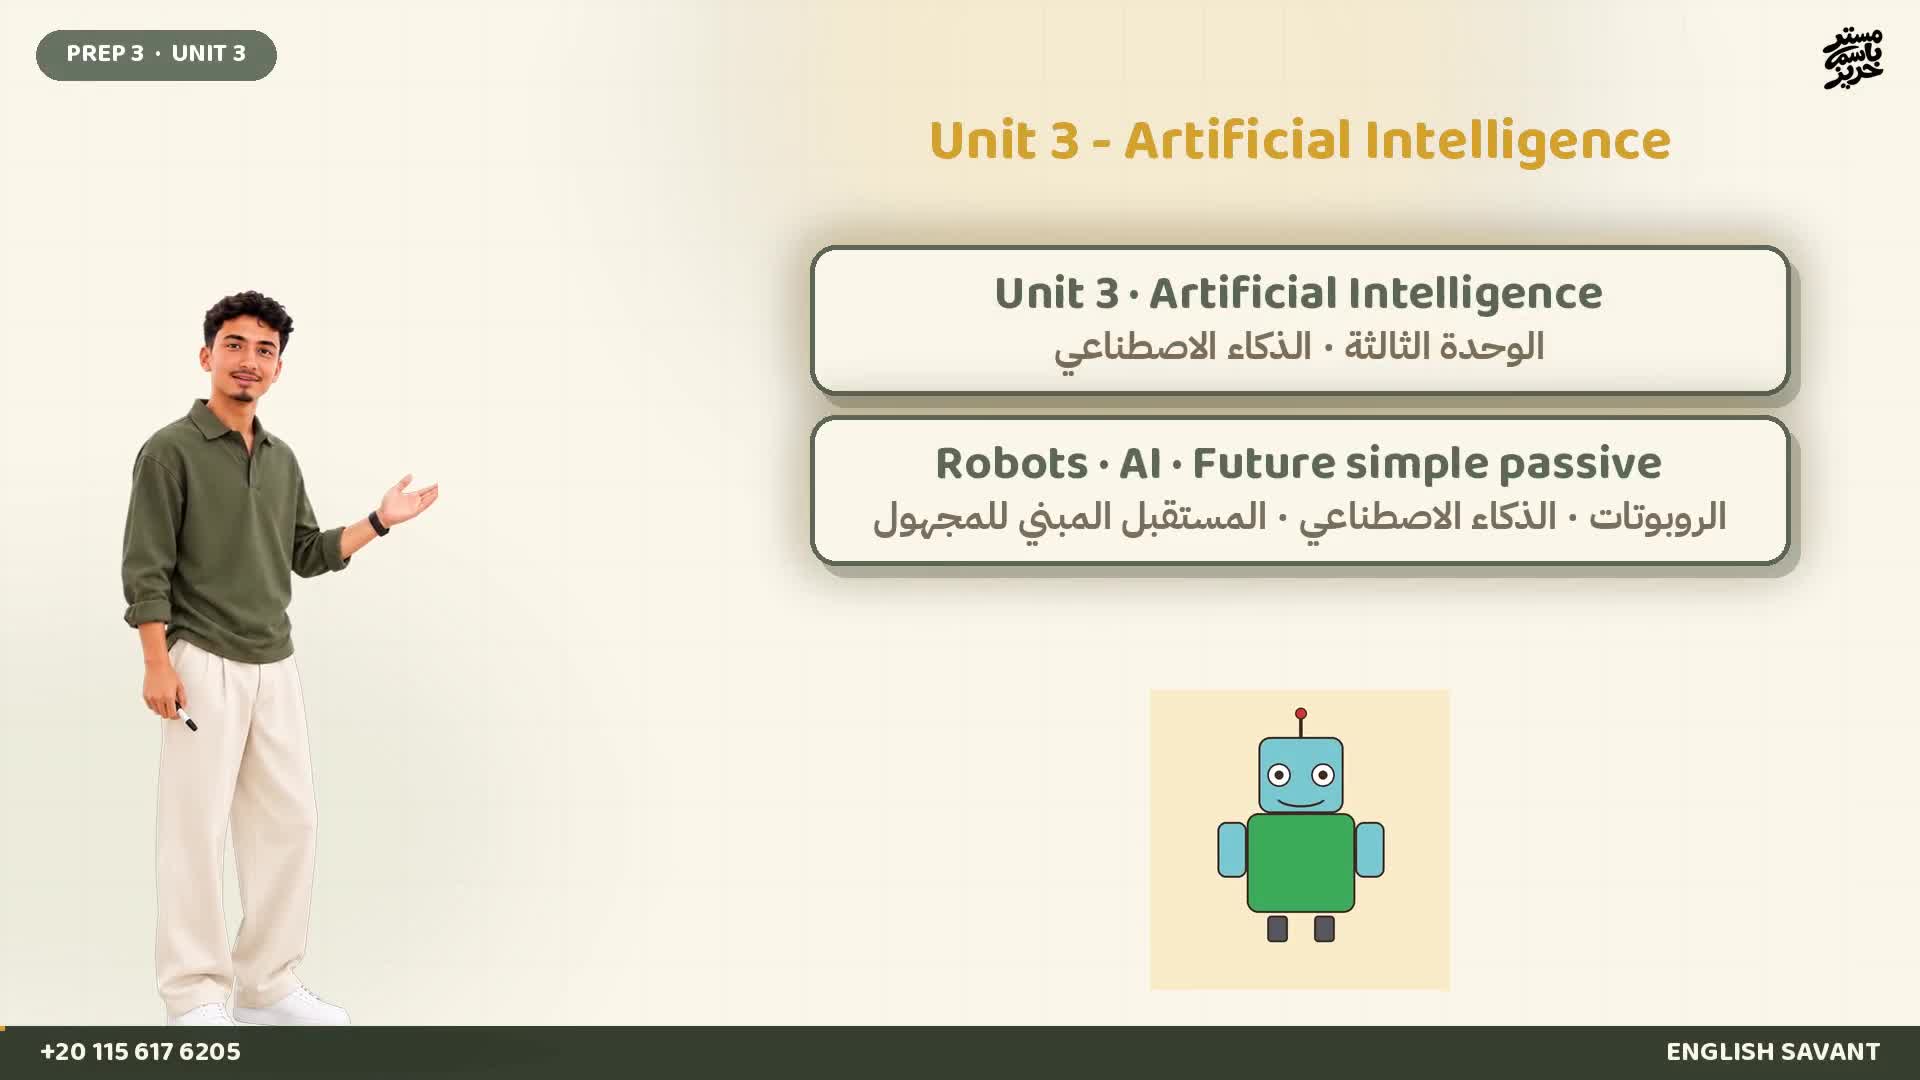 PREP 3 · UNIT 3
مستر
باسم
خريز
Unit 3 - Artificial Intelligence
Unit 3 · Artificial Intelligence
الوحدة الثالثة · الذكاء الاصطناعي
Robots · AI · Future simple passive
الروبوتات · الذكاء الاصطناعي · المستقبل المبني للمجهول
+20 115 617 6205
ENGLISH SAVANT